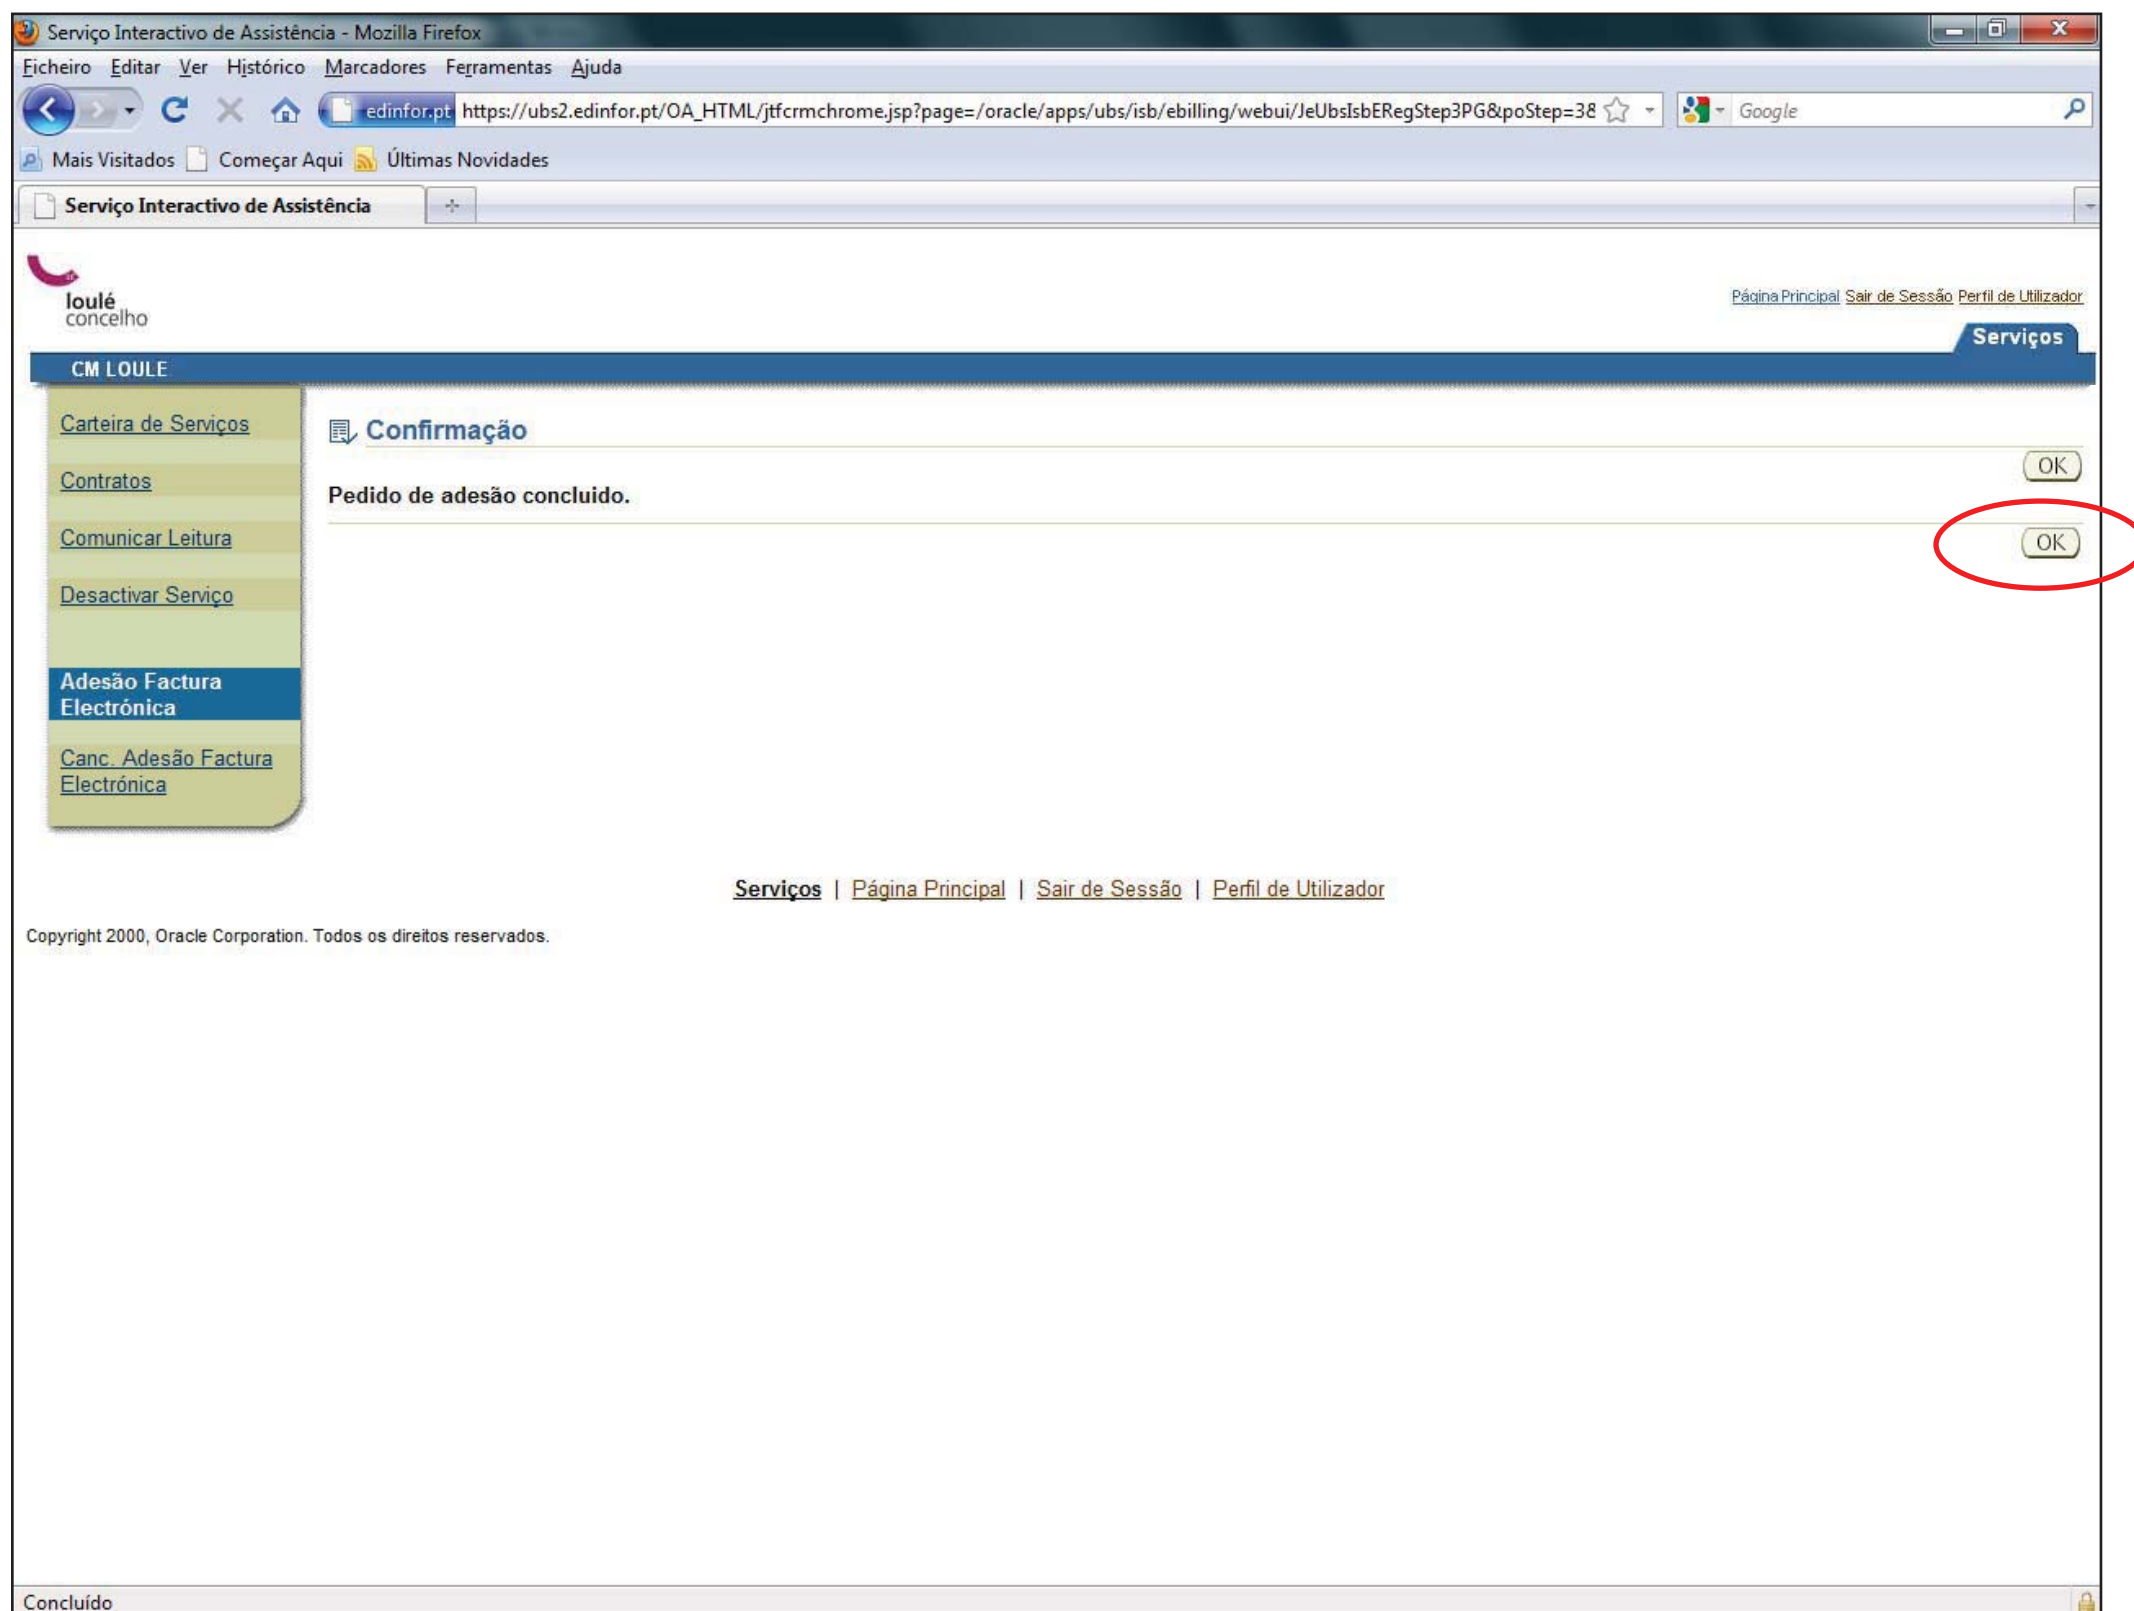 Serviço Interactivo de Assistência - Mozilla Firefox
Ficheiro Editar Ver Histórico Marcadores Ferramentas Ajuda
edinfor.pt https://ubs2.edinfor.pt/OA_HTML/jtfcrmchrome.jsp?page=/oracle/apps/ubs/isb/ebilling/webui/JeUbsIsbERegStep3PG&poStep=38 Google
Mais Visitados Começar Aqui Últimas Novidades
Serviço Interactivo de Assistência
loulé
concelho
Página Principal Sair de Sessão Perfil de Utilizador
Serviços
CM LOULE
Carteira de Serviços
Contratos
Comunicar Leitura
Desactivar Serviço
Adesão Factura
Electrónica
Canc. Adesão Factura
Electrónica
Confirmação
OK
Pedido de adesão concluido.
OK
Serviços | Página Principal | Sair de Sessão | Perfil de Utilizador
Copyright 2000, Oracle Corporation. Todos os direitos reservados.
Concluído